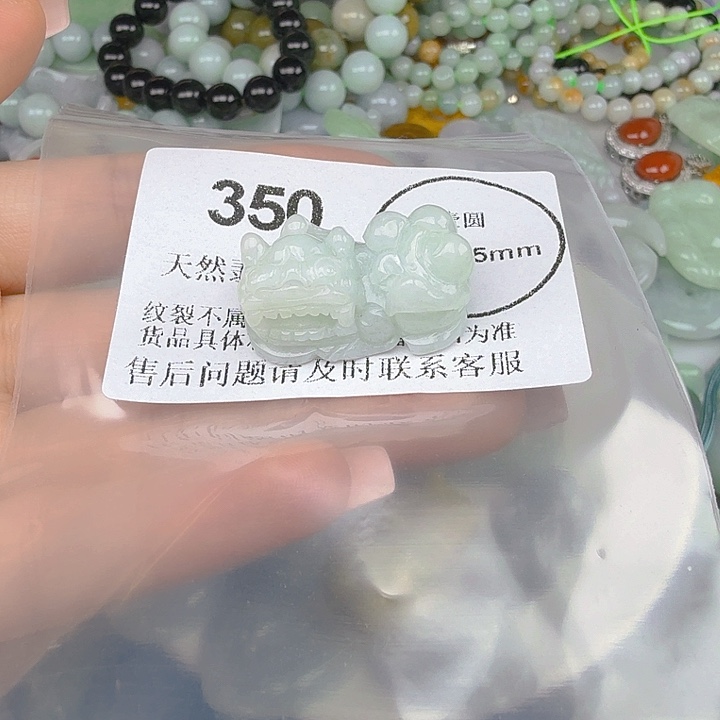 350
圆
天然
5mm
纹裂不属
货品具体 为准
售后问题请及时联系客服